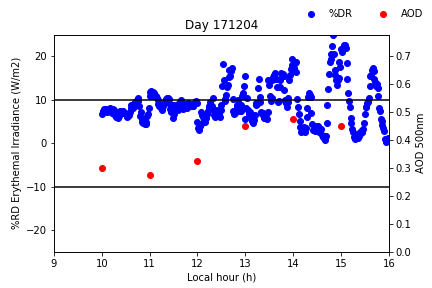 %DR AOD
Day 171204
%RD Erythemal Irradiance (W/m2)
20
10
0
−10
−20
0.7
0.6
0.5
0.4
0.3
0.2
0.1
0.0
AOD 500nm
9 10 11 12 13 14 15 16
Local hour (h)